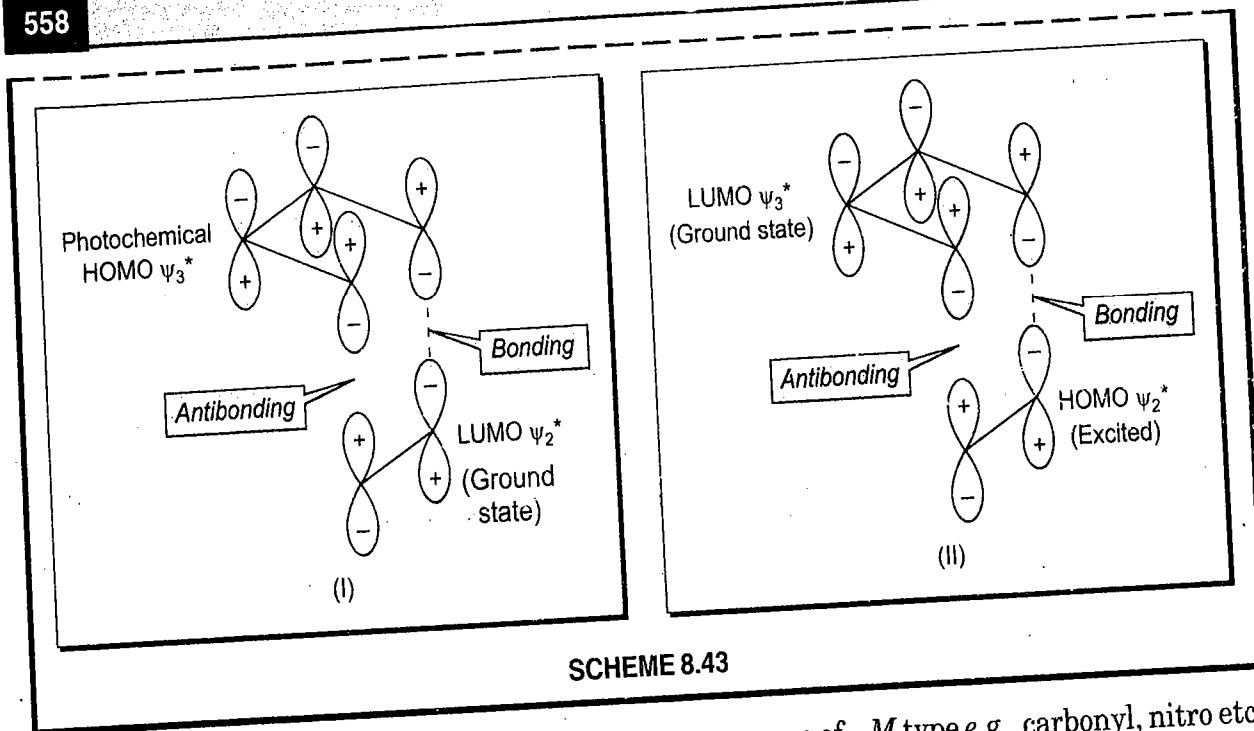 558
−
−
+
Photochemical
HOMO ψ₃*
+
+
+
−
−
Bonding
Antibonding
−
+
LUMO ψ₂*
(Ground
state)
+
−
(I)
−
−
+
LUMO ψ₃*
(Ground state)
+
+
+
−
−
Bonding
Antibonding
−
+
HOMO ψ₂*
(Excited)
+
−
(II)
SCHEME 8.43
M type e.g., carbonyl, nitro etc